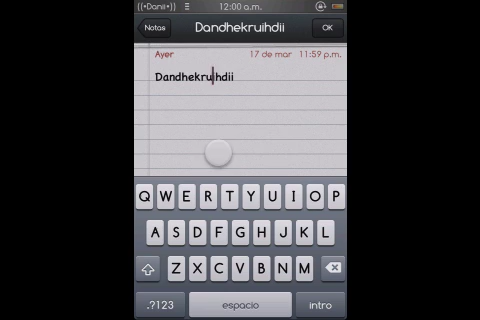 ((•Danii•)) 12:00 a.m.
Notas Dandhekruihdii OK
Ayer 17 de mar 11:59 p.m.
Dandhekruihdii
Q W E R T Y U I O P
A S D F G H J K L
Z X C V B N M
.?123 espacio intro